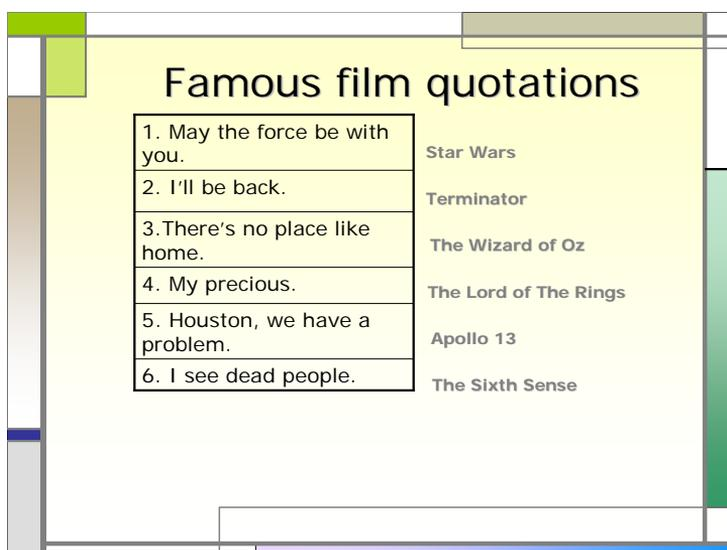 Famous film quotations
1. May the force be with
you.
Star Wars
2. I'll be back.
Terminator
3.There's no place like
home.
The Wizard of Oz
4. My precious.
The Lord of The Rings
5. Houston, we have a
problem.
Apollo 13
6. I see dead people.
The Sixth Sense